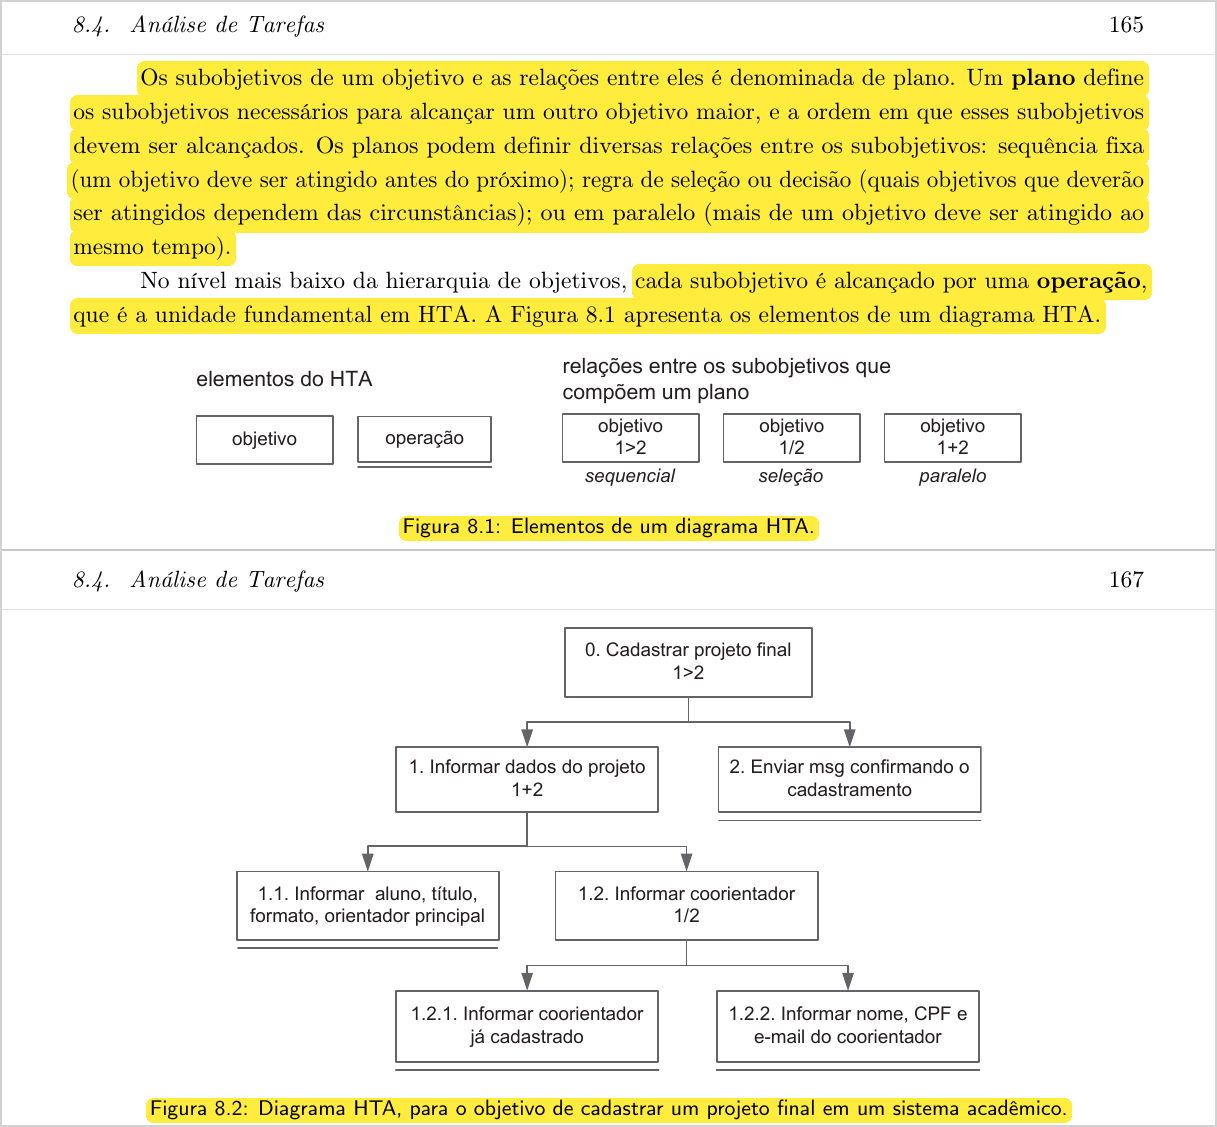 8.4. Análise de Tarefas 165
Os subobjetivos de um objetivo e as relações entre eles é denominada de plano. Um plano define
os subobjetivos necessários para alcançar um outro objetivo maior, e a ordem em que esses subobjetivos
devem ser alcançados. Os planos podem definir diversas relações entre os subobjetivos: sequência fixa
(um objetivo deve ser atingido antes do próximo); regra de seleção ou decisão (quais objetivos que deverão
ser atingidos dependem das circunstâncias); ou em paralelo (mais de um objetivo deve ser atingido ao
mesmo tempo).
No nível mais baixo da hierarquia de objetivos, cada subobjetivo é alcançado por uma operação,
que é a unidade fundamental em HTA. A Figura 8.1 apresenta os elementos de um diagrama HTA.
elementos do HTA
objetivo
operação
relações entre os subobjetivos que
compõem um plano
objetivo
1>2
sequencial
objetivo
1/2
seleção
objetivo
1+2
paralelo
Figura 8.1: Elementos de um diagrama HTA.
8.4. Análise de Tarefas 167
0. Cadastrar projeto final
1>2
1. Informar dados do projeto
1+2
2. Enviar msg confirmando o
cadastramento
1.1. Informar aluno, título,
formato, orientador principal
1.2. Informar coorientador
1/2
1.2.1. Informar coorientador
já cadastrado
1.2.2. Informar nome, CPF e
e-mail do coorientador
Figura 8.2: Diagrama HTA, para o objetivo de cadastrar um projeto final em um sistema acadêmico.